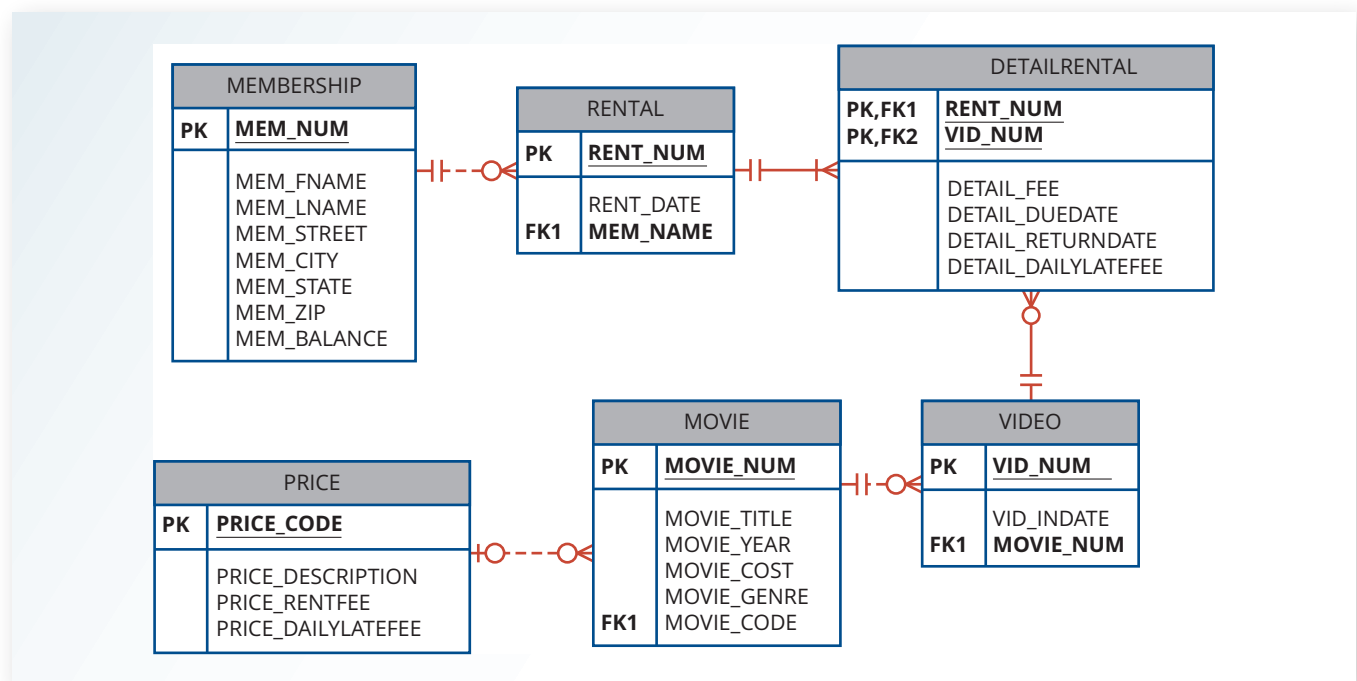 MEMBERSHIP
PK MEM_NUM
MEM_FNAME
MEM_LNAME
MEM_STREET
MEM_CITY
MEM_STATE
MEM_ZIP
MEM_BALANCE
RENTAL
PK RENT_NUM
RENT_DATE
FK1 MEM_NAME
DETAILRENTAL
PK,FK1 RENT_NUM
PK,FK2 VID_NUM
DETAIL_FEE
DETAIL_DUEDATE
DETAIL_RETURNDATE
DETAIL_DAILYLATEFEE
PRICE
PK PRICE_CODE
PRICE_DESCRIPTION
PRICE_RENTFEE
PRICE_DAILYLATEFEE
MOVIE
PK MOVIE_NUM
MOVIE_TITLE
MOVIE_YEAR
MOVIE_COST
MOVIE_GENRE
FK1 MOVIE_CODE
VIDEO
PK VID_NUM
VID_INDATE
FK1 MOVIE_NUM